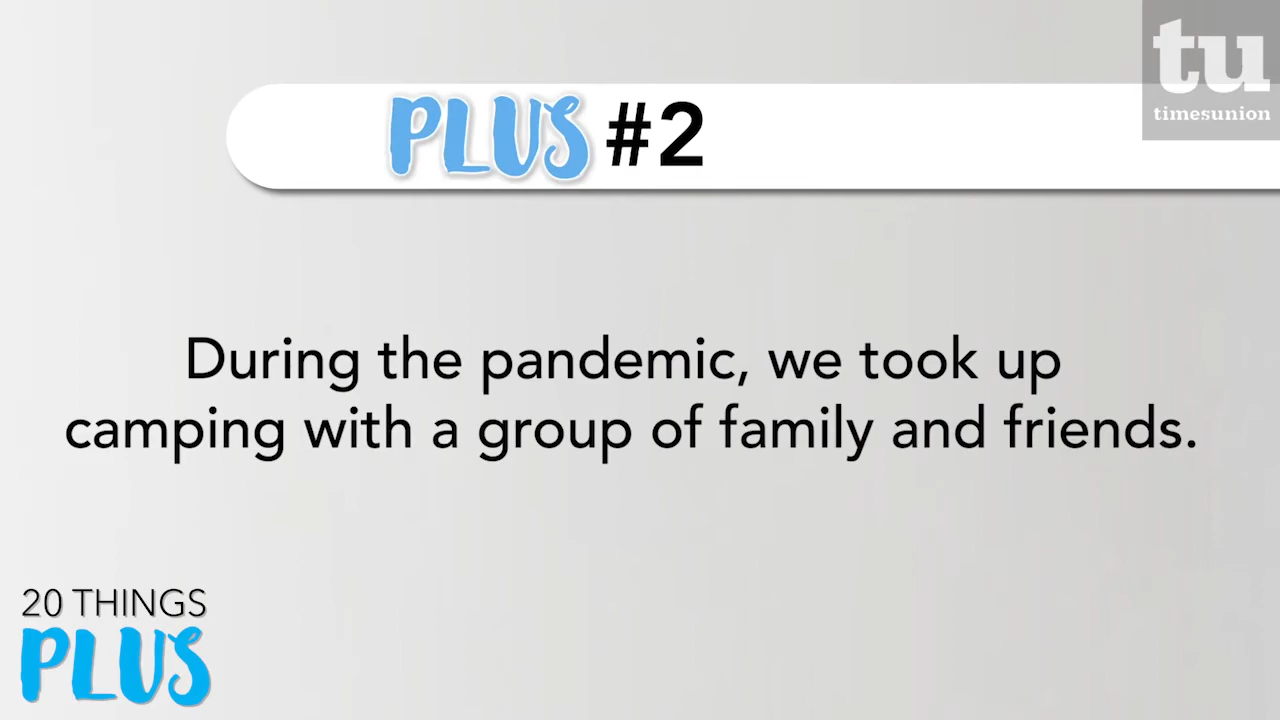 tu
timesunion
PLUS #2
During the pandemic, we took up
camping with a group of family and friends.
20 THINGS
PLUS